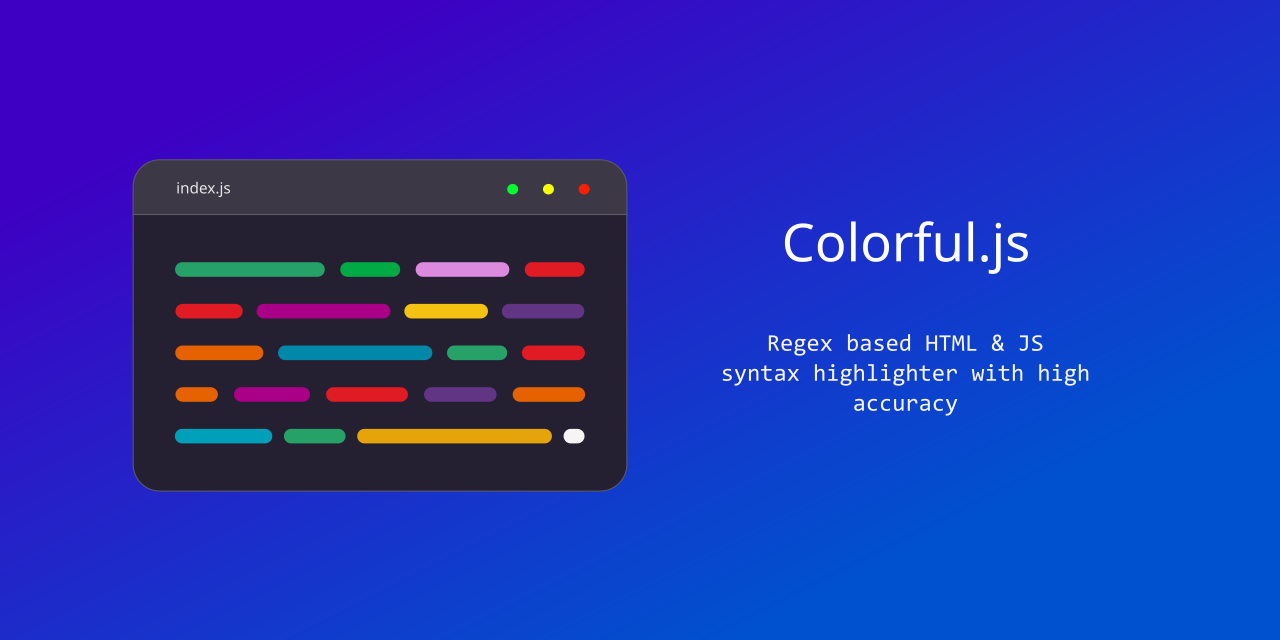 index.js
Colorful.js
Regex based HTML & JS
syntax highlighter with high
accuracy